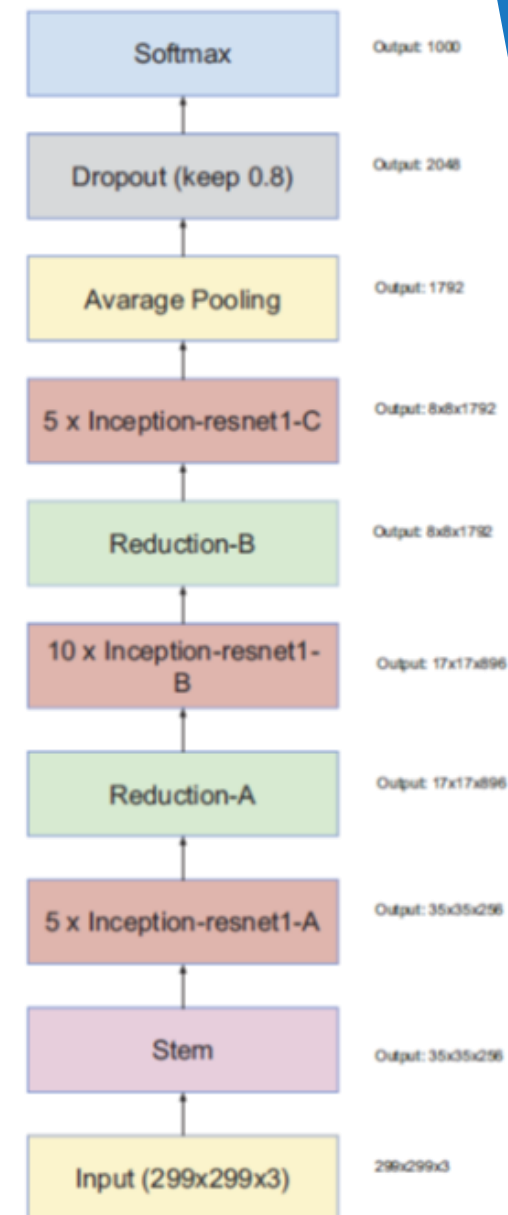 Softmax
Output: 1000
Dropout (keep 0.8)
Output: 2048
Avarage Pooling
Output: 1792
5 x Inception-resnet1-C
Output: 8x8x1792
Reduction-B
Output: 8x8x1792
10 x Inception-resnet1-
B
Output: 17x17x896
Reduction-A
Output: 17x17x896
5 x Inception-resnet1-A
Output: 35x35x256
Stem
Output: 35x35x256
Input (299x299x3)
299x299x3